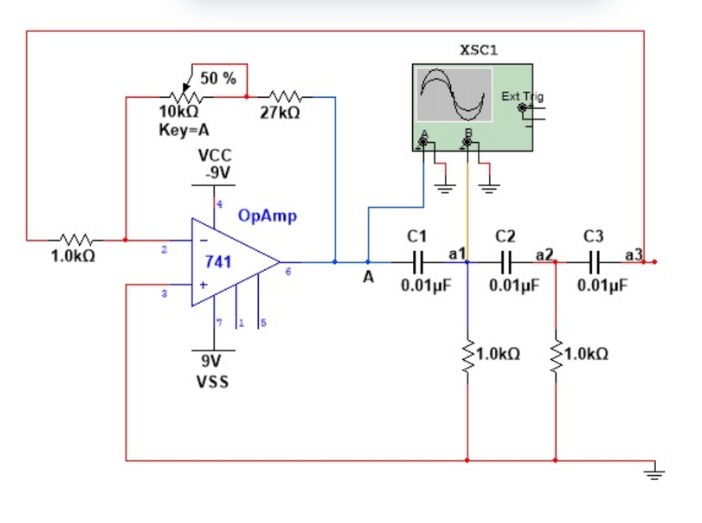 XSC1
50 %
Ext Trig
10kΩ
27kΩ
Key=A
A
B
VCC
-9V
4
OpAmp
C1
C2
C3
1.0kΩ
2
741
6
A
a1
a2
a3
0.01µF
0.01µF
0.01µF
3
7
1
5
9V
VSS
1.0kΩ
1.0kΩ